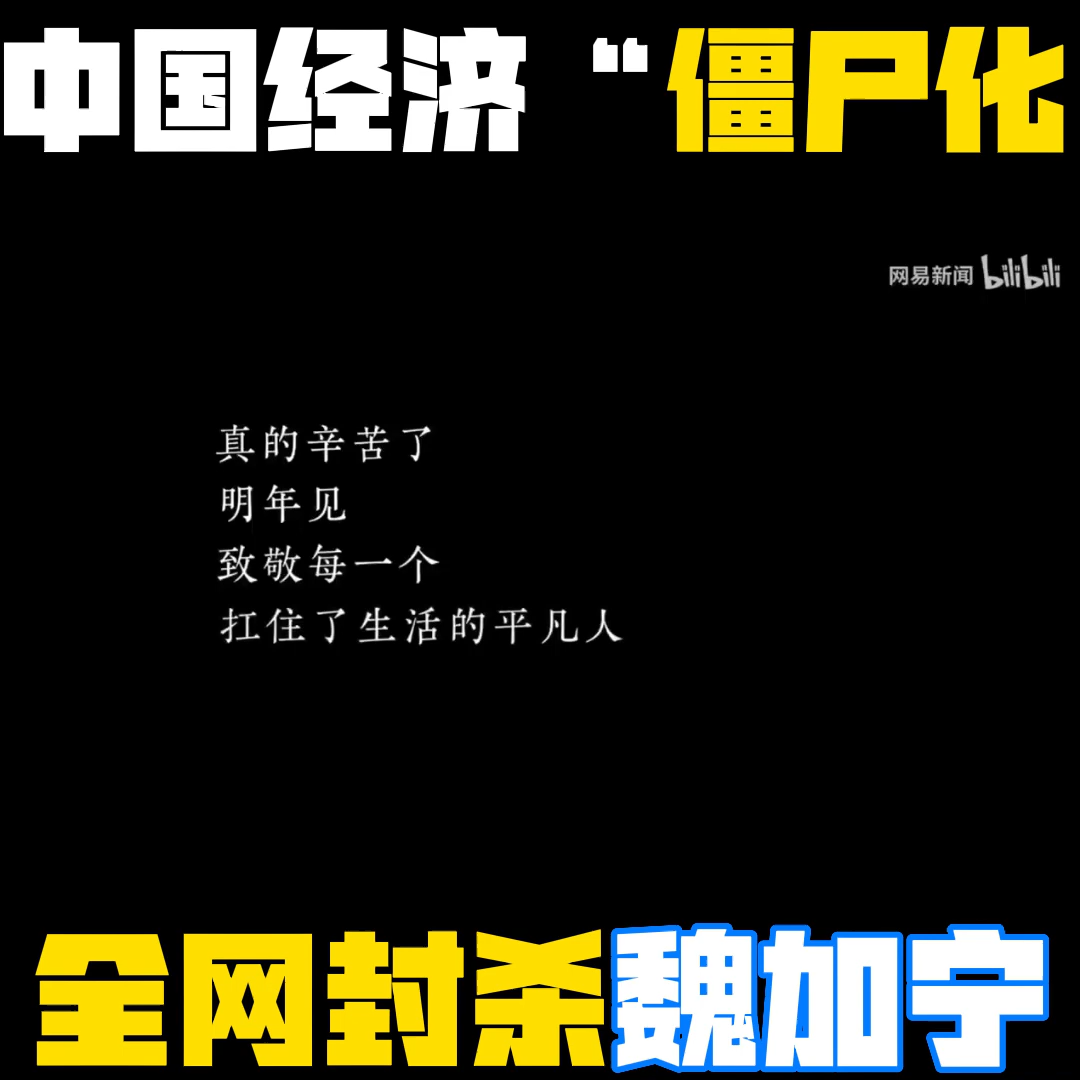 中国经济“僵尸化
网易新闻 bilibili
真的辛苦了
明年见
致敬每一个
扛住了生活的平凡人
全网封杀魏加宁